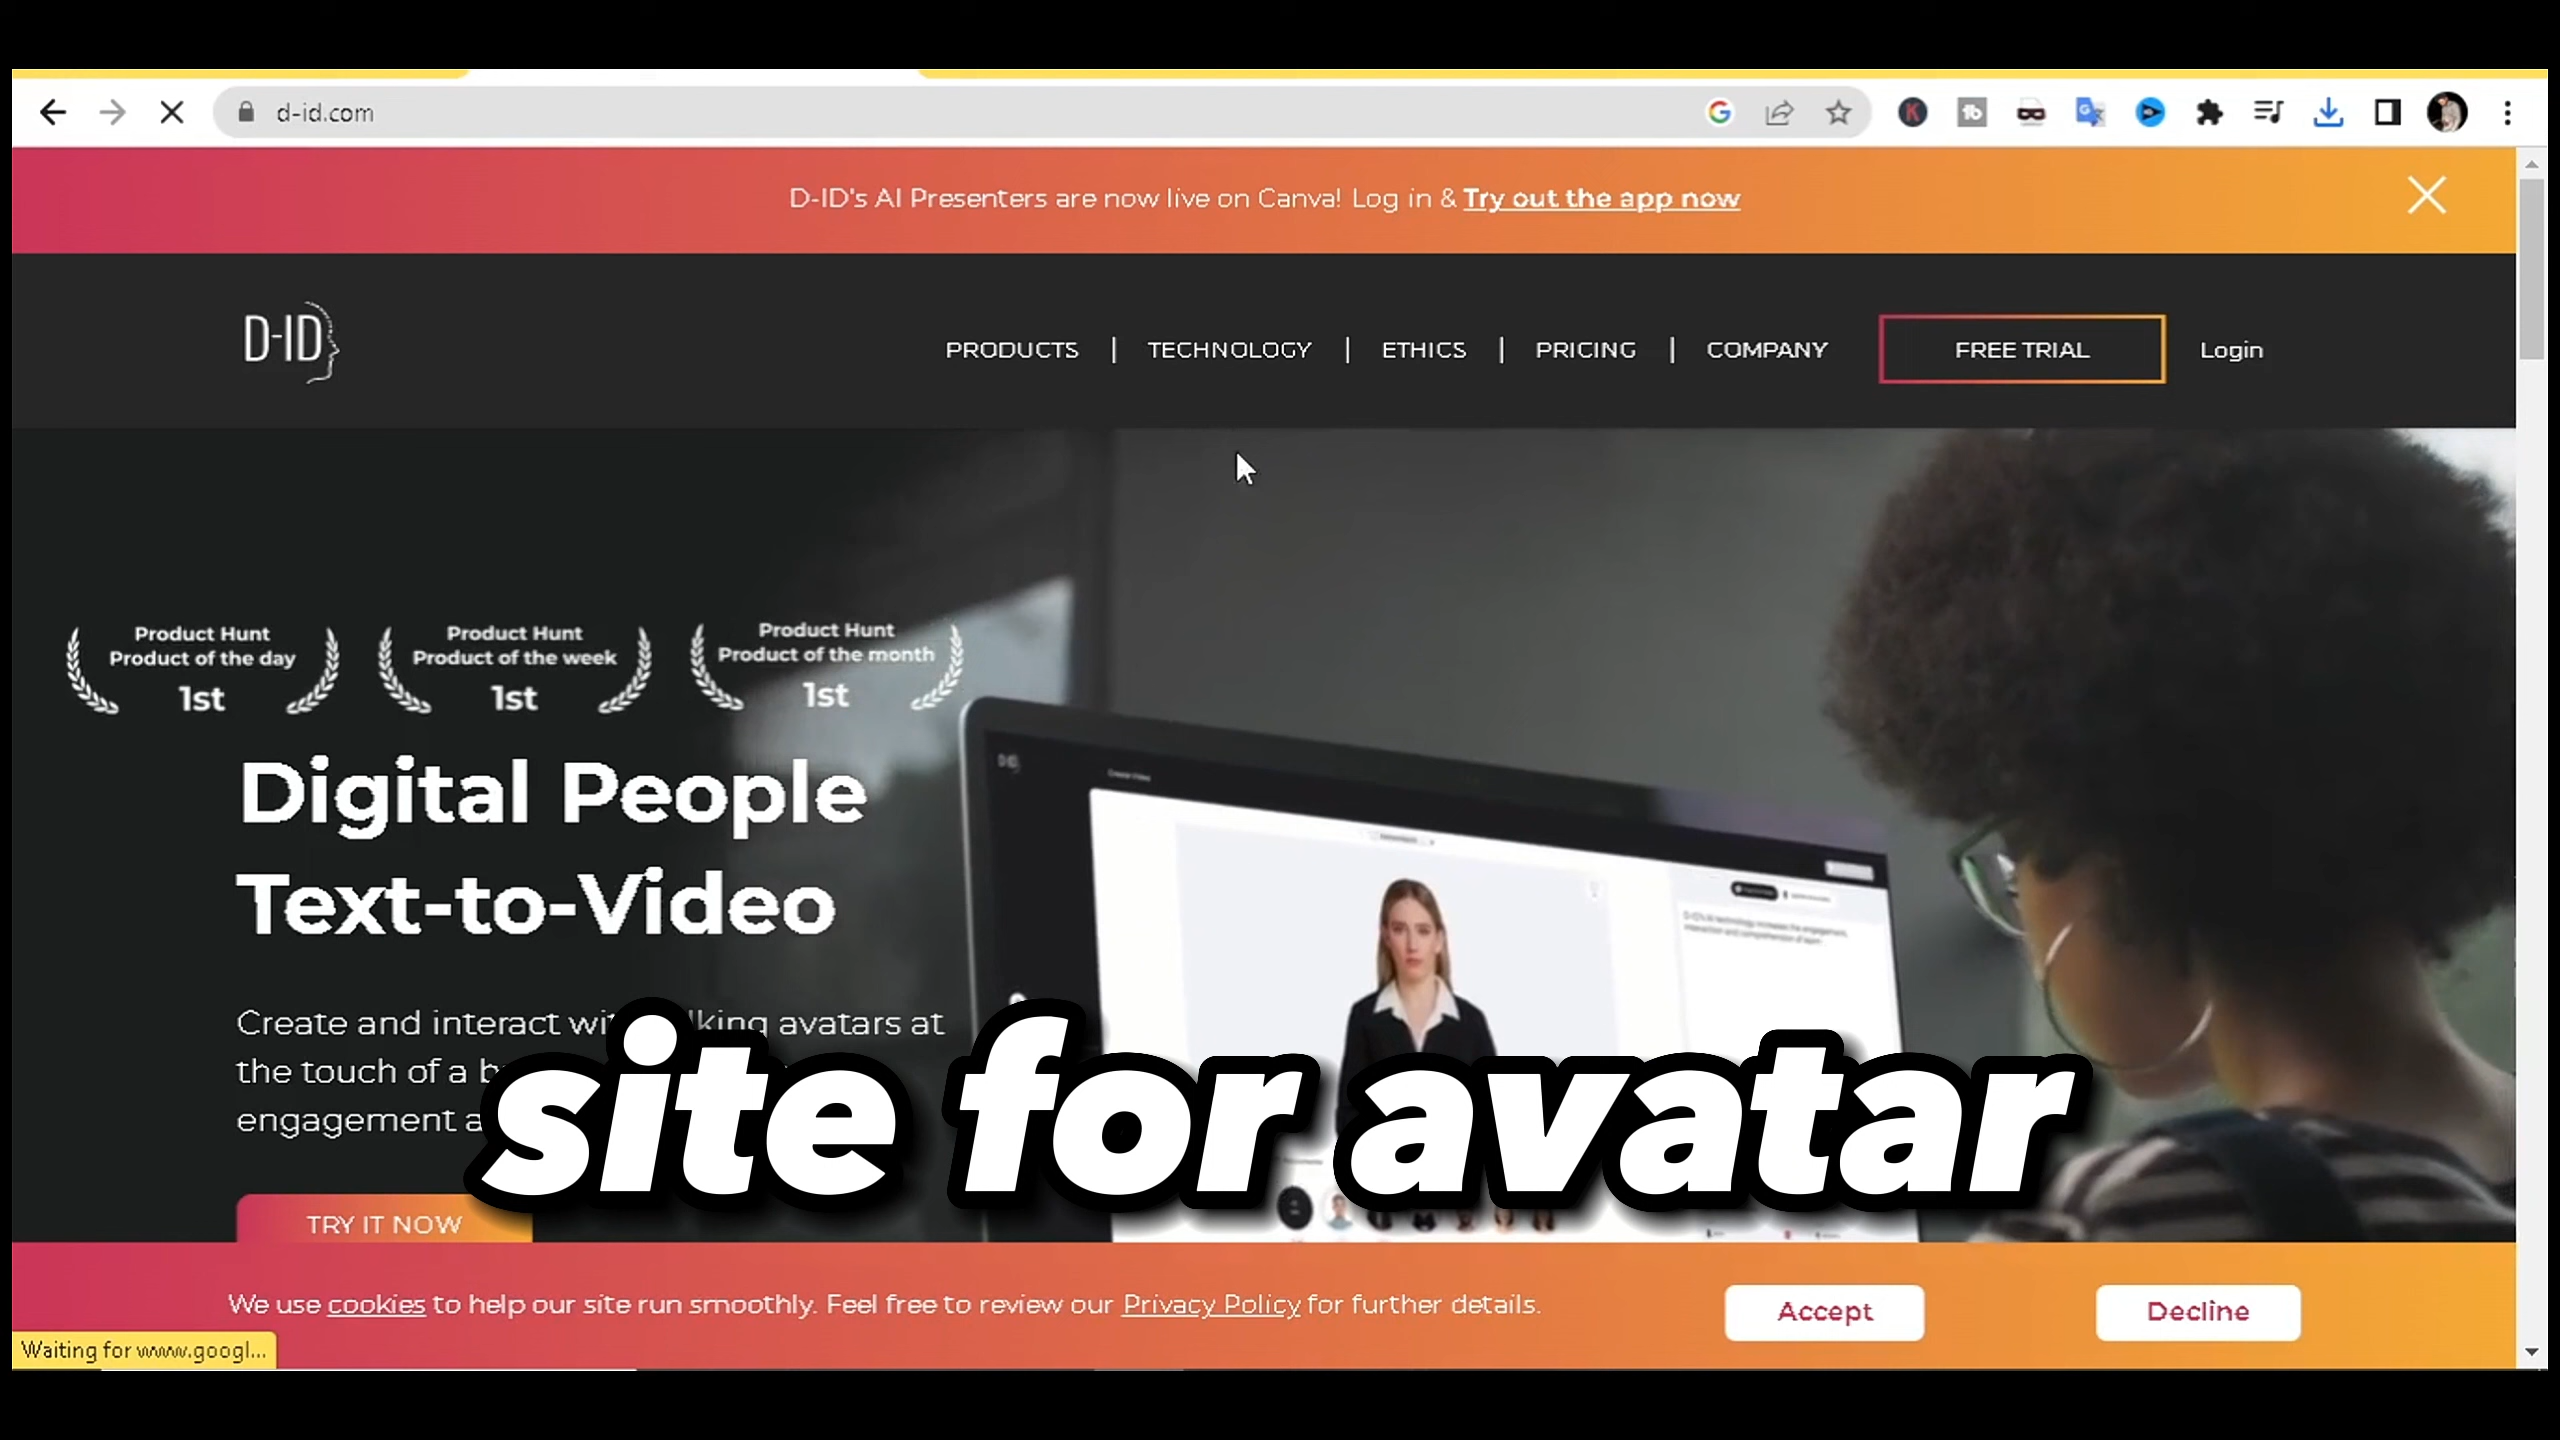 d-id.com
D-ID's AI Presenters are now live on Canva! Log in & Try out the app now
D-ID
PRODUCTS | TECHNOLOGY | ETHICS | PRICING | COMPANY
FREE TRIAL
Login
Product Hunt
Product of the day
1st
Product Hunt
Product of the week
1st
Product Hunt
Product of the month
1st
Digital People
Text-to-Video
Create and interact avatars at
the touch of a
engagement
site for avatar
TRY IT NOW
We use cookies to help our site run smoothly. Feel free to review our Privacy Policy for further details.
Accept
Decline
Waiting for www.googl...